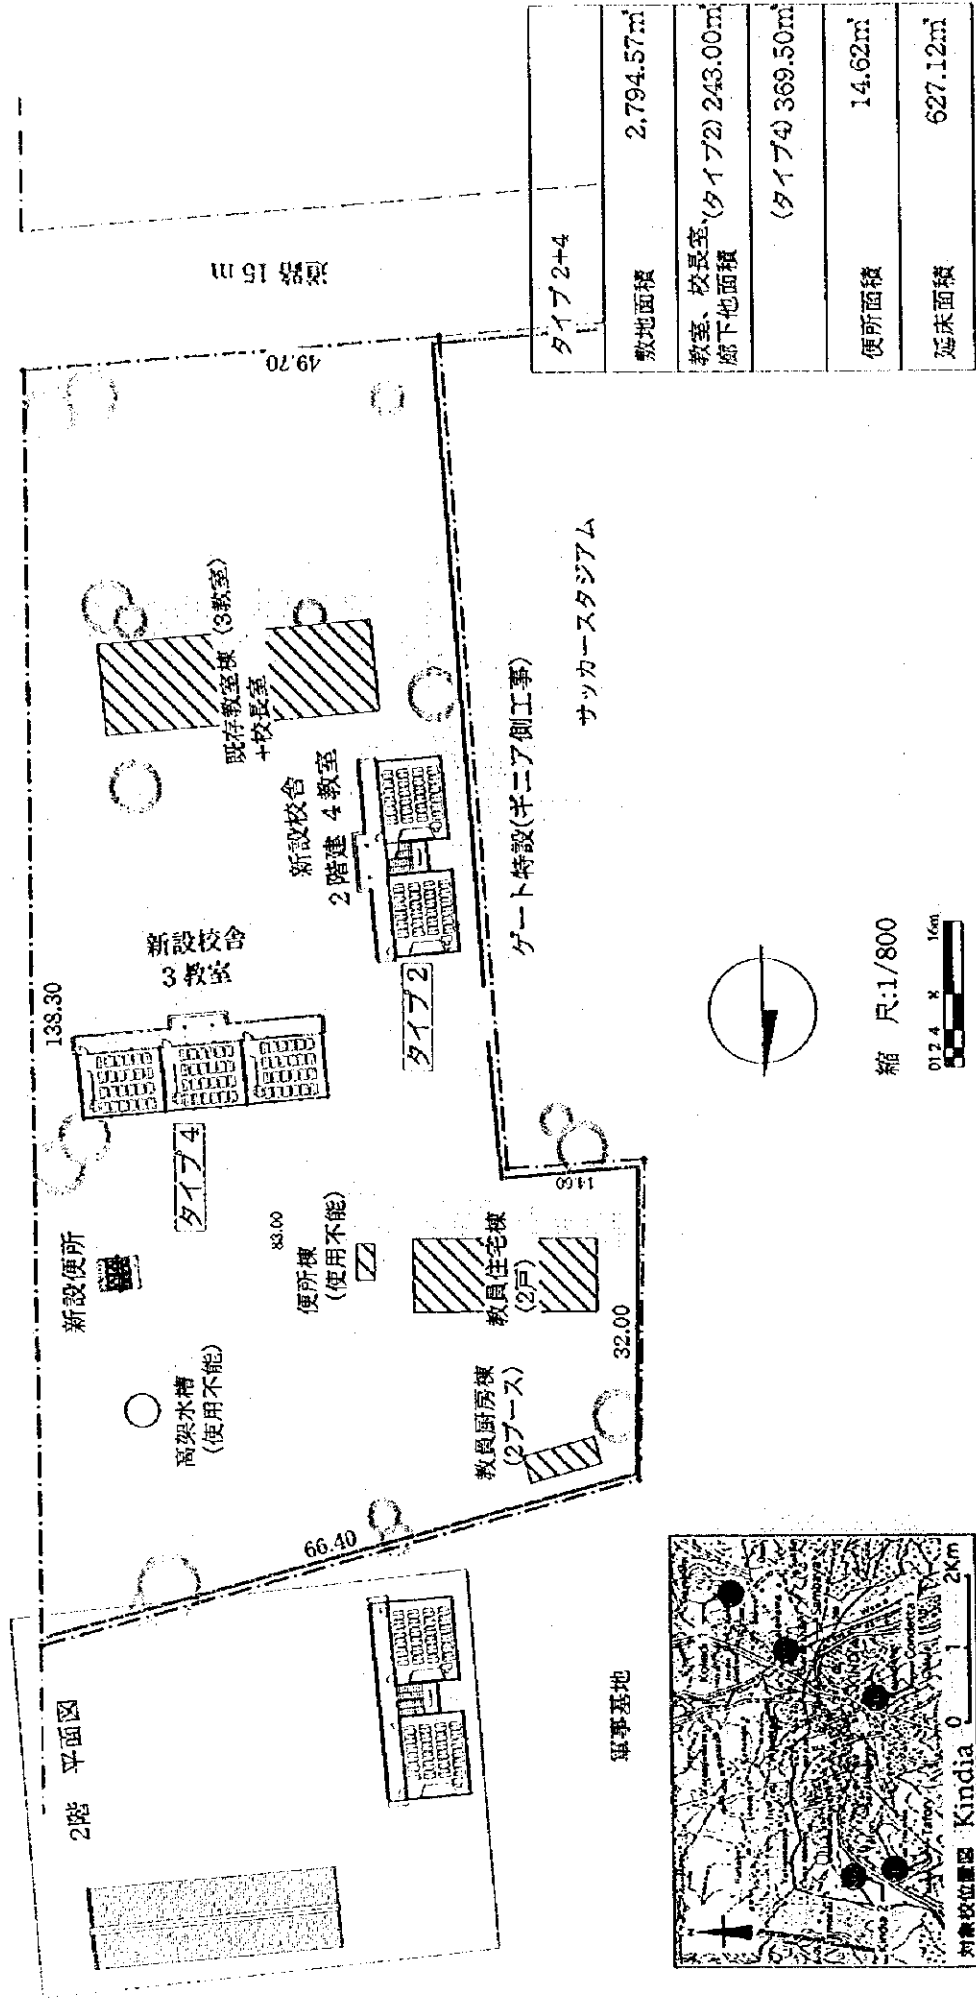 2階 平面図
138.30
49.70
道路 15 m
新設便所
高架水槽
(使用不能)
タイプ4
新設校舎
3教室
83.00
便所棟
(使用不能)
新設校舎
2階建 4教室
タイプ2
既存教室棟 (3教室)
+校長室
66.40
教員厨房棟
(2ブース)
教員住宅棟
(2戸)
32.00
14.60
ゲート特設(ギニア側工事)
サッカースタジアム
軍事基地
縮 尺:1/800
0 1 2 4 8 16m
タイプ 2+4
敷地面積 2,794.57㎡
教室、校長室、(タイプ2) 243.00㎡
廊下他面積
(タイプ4) 369.50㎡
便所面積 14.62㎡
延床面積 627.12㎡
対象校位置図 Kindia 0 1 2Km